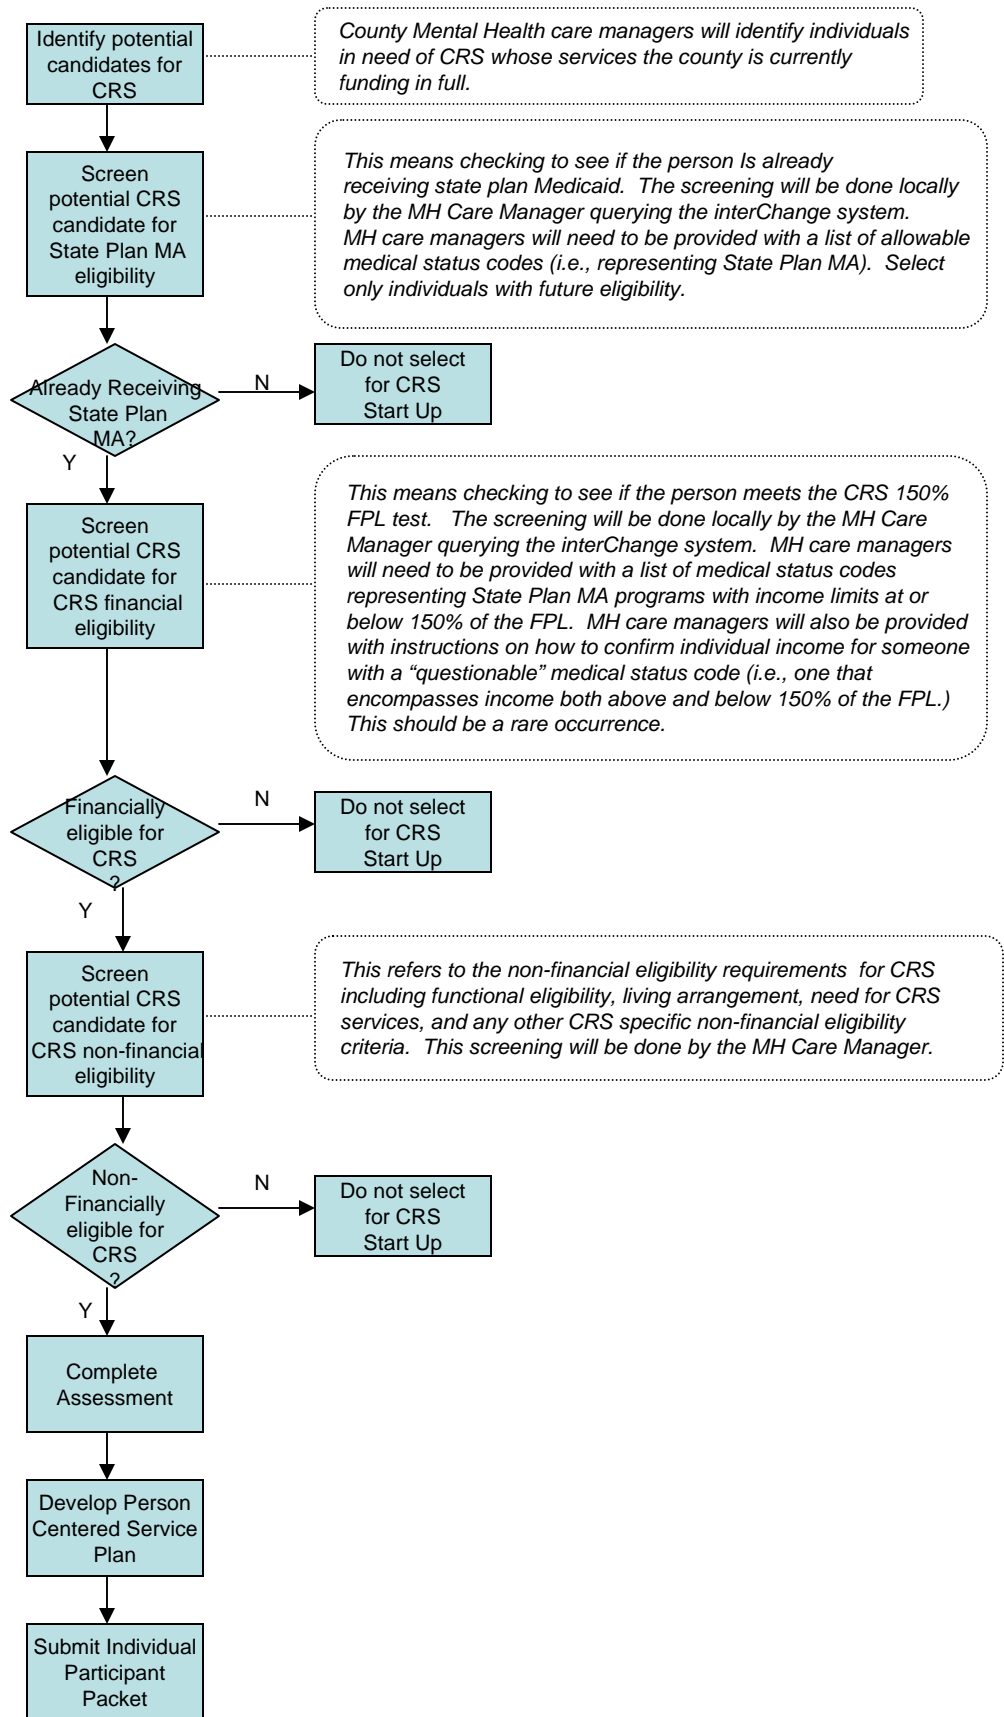 Identify potential
candidates for
CRS
County Mental Health care managers will identify individuals
in need of CRS whose services the county is currently
funding in full.
Screen
potential CRS
candidate for
State Plan MA
eligibility
This means checking to see if the person Is already
receiving state plan Medicaid. The screening will be done locally
by the MH Care Manager querying the interChange system.
MH care managers will need to be provided with a list of allowable
medical status codes (i.e., representing State Plan MA). Select
only individuals with future eligibility.
Already Receiving
State Plan
MA?
N
Do not select
for CRS
Start Up
Y
Screen
potential CRS
candidate for
CRS financial
eligibility
This means checking to see if the person meets the CRS 150%
FPL test. The screening will be done locally by the MH Care
Manager querying the interChange system. MH care managers
will need to be provided with a list of medical status codes
representing State Plan MA programs with income limits at or
below 150% of the FPL. MH care managers will also be provided
with instructions on how to confirm individual income for someone
with a “questionable” medical status code (i.e., one that
encompasses income both above and below 150% of the FPL.)
This should be a rare occurrence.
Financially
eligible for
CRS
?
N
Do not select
for CRS
Start Up
Y
Screen
potential CRS
candidate for
CRS non-financial
eligibility
This refers to the non-financial eligibility requirements for CRS
including functional eligibility, living arrangement, need for CRS
services, and any other CRS specific non-financial eligibility
criteria. This screening will be done by the MH Care Manager.
Non-
Financially
eligible for
CRS
?
N
Do not select
for CRS
Start Up
Y
Complete
Assessment
Develop Person
Centered Service
Plan
Submit Individual
Participant
Packet